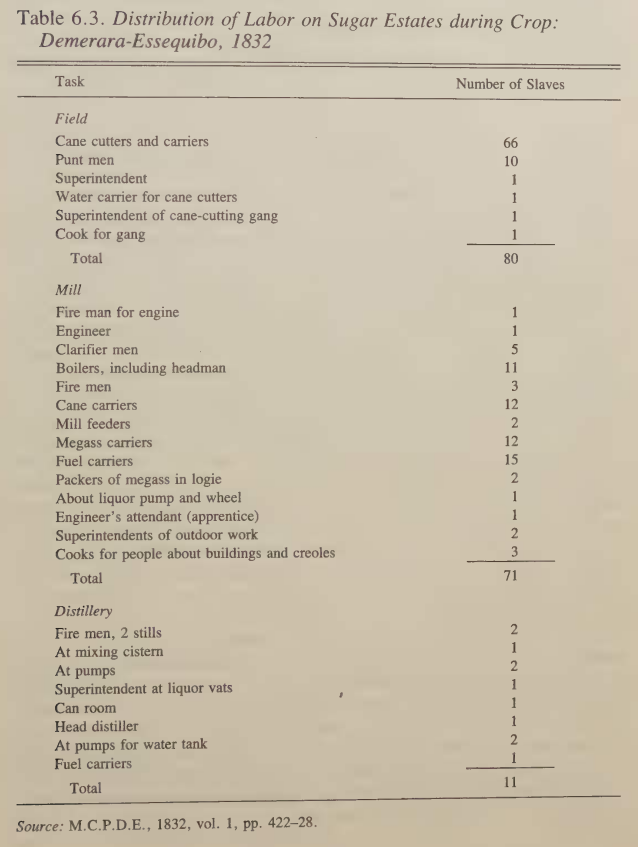 Table 6.3. Distribution of Labor on Sugar Estates during Crop:
Demerara-Essequibo, 1832
Task Number of Slaves
Field
Cane cutters and carriers 66
Punt men 10
Superintendent 1
Water carrier for cane cutters 1
Superintendent of cane-cutting gang 1
Cook for gang 1
Total 80
Mill
Fire man for engine 1
Engineer 1
Clarifier men 5
Boilers, including headman 11
Fire men 3
Cane carriers 12
Mill feeders 2
Megass carriers 12
Fuel carriers 15
Packers of megass in logie 2
About liquor pump and wheel 1
Engineer's attendant (apprentice) 1
Superintendents of outdoor work 2
Cooks for people about buildings and creoles 3
Total 71
Distillery
Fire men, 2 stills 2
At mixing cistern 1
At pumps 2
Superintendent at liquor vats 1
Can room 1
Head distiller 1
At pumps for water tank 2
Fuel carriers 1
Total 11
Source: M.C.P.D.E., 1832, vol. 1, pp. 422–28.